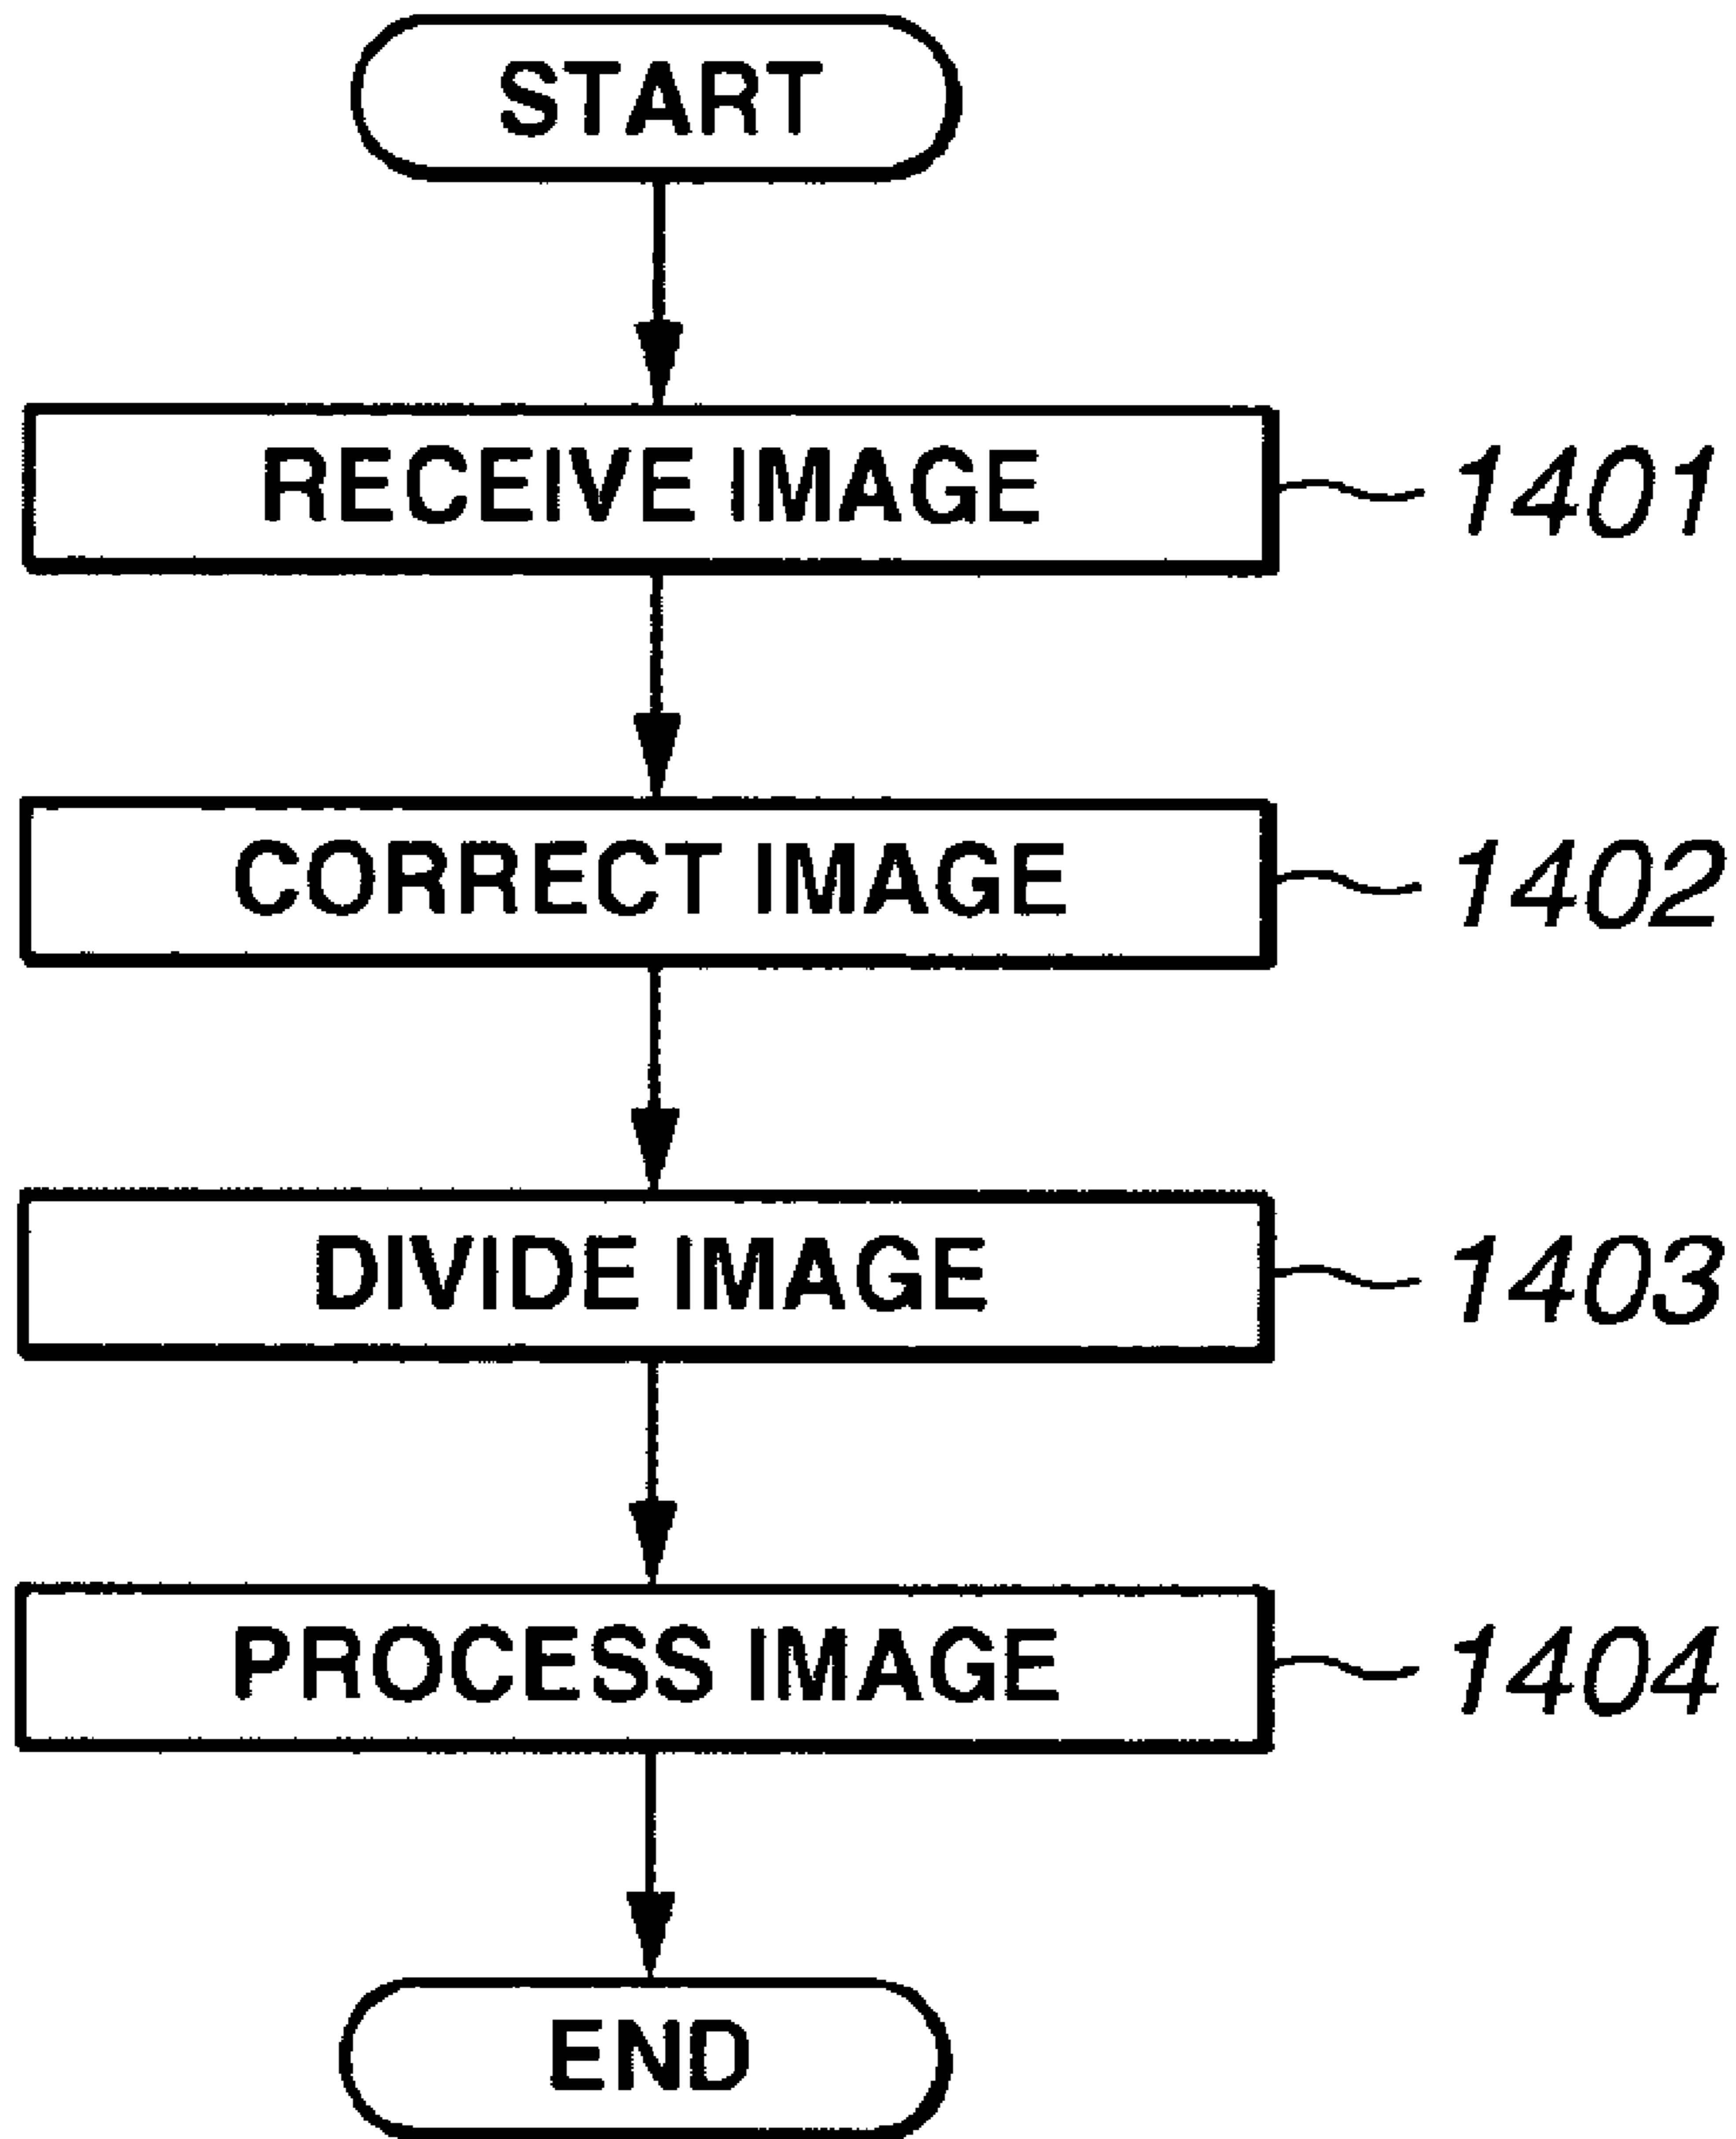 START
RECEIVE IMAGE 1401
CORRECT IMAGE 1402
DIVIDE IMAGE 1403
PROCESS IMAGE 1404
END